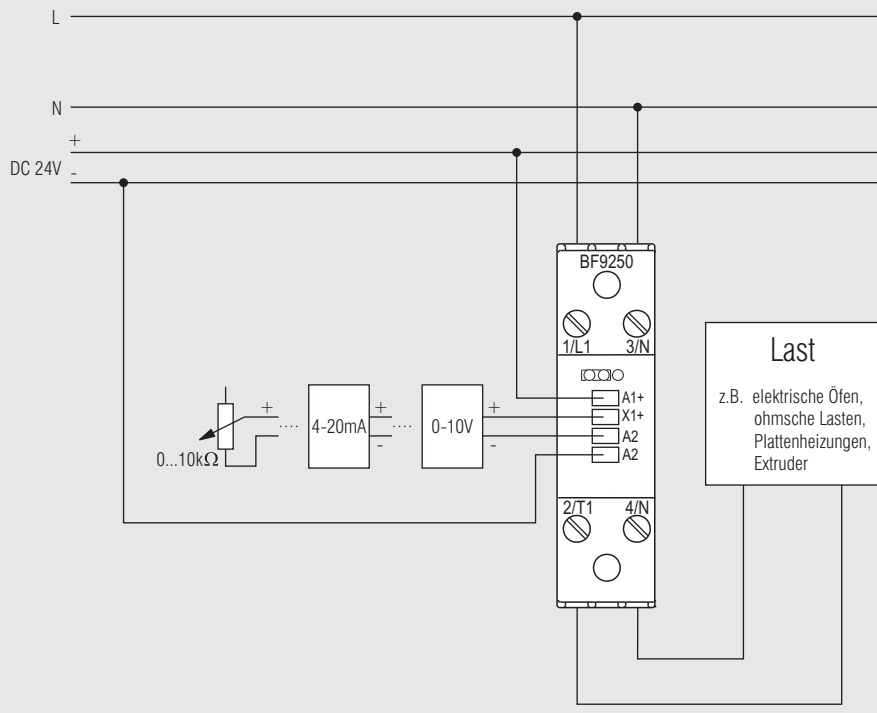 L
N
+
DC 24V
-
BF9250
1/L1 3/N
Last
z.B. elektrische Öfen,
ohmsche Lasten,
Plattenheizungen,
Extruder
A1+
X1+
A2
A2
+
0...10kΩ
....
4-20mA
+
-
....
0-10V
+
-
2/T1 4/N